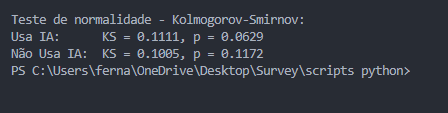 Teste de normalidade - Kolmogorov-Smirnov:
Usa IA:      KS = 0.1111, p = 0.0629
Não Usa IA:  KS = 0.1005, p = 0.1172
PS C:\Users\ferna\OneDrive\Desktop\Survey\scripts python>